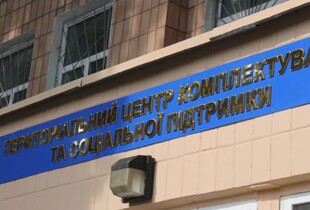 ТЕРИТОРІАЛЬНИЙ ЦЕНТР КОМПЛЕКТУВА
ТА СОЦІАЛЬНОЇ ПІДТРИМКИ